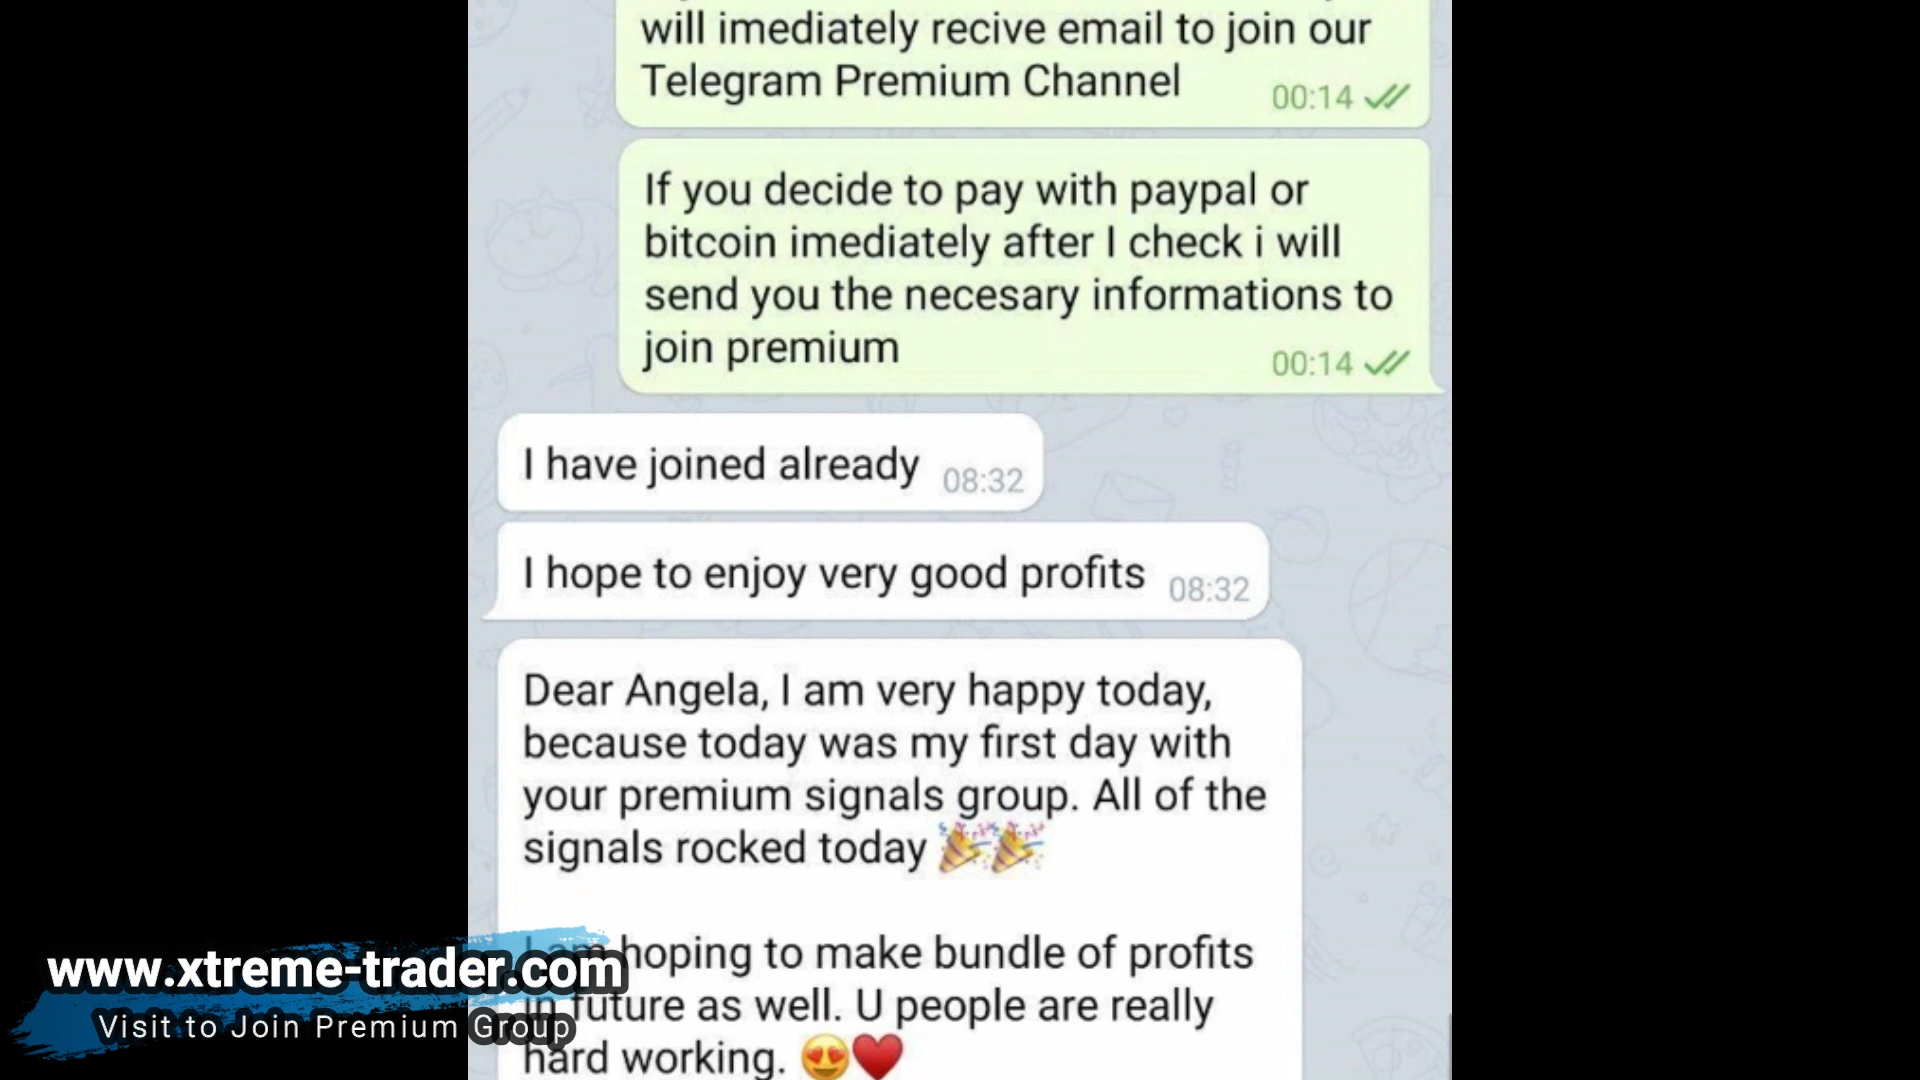 will imediately recive email to join our
Telegram Premium Channel 00:14
If you decide to pay with paypal or
bitcoin imediately after I check i will
send you the necesary informations to
join premium 00:14
I have joined already 08:32
I hope to enjoy very good profits 08:32
Dear Angela, I am very happy today,
because today was my first day with
your premium signals group. All of the
signals rocked today 🎉🎉
I am hoping to make bundle of profits
in future as well. U people are really
hard working. 😍❤️
www.xtreme-trader.com
Visit to Join Premium Group